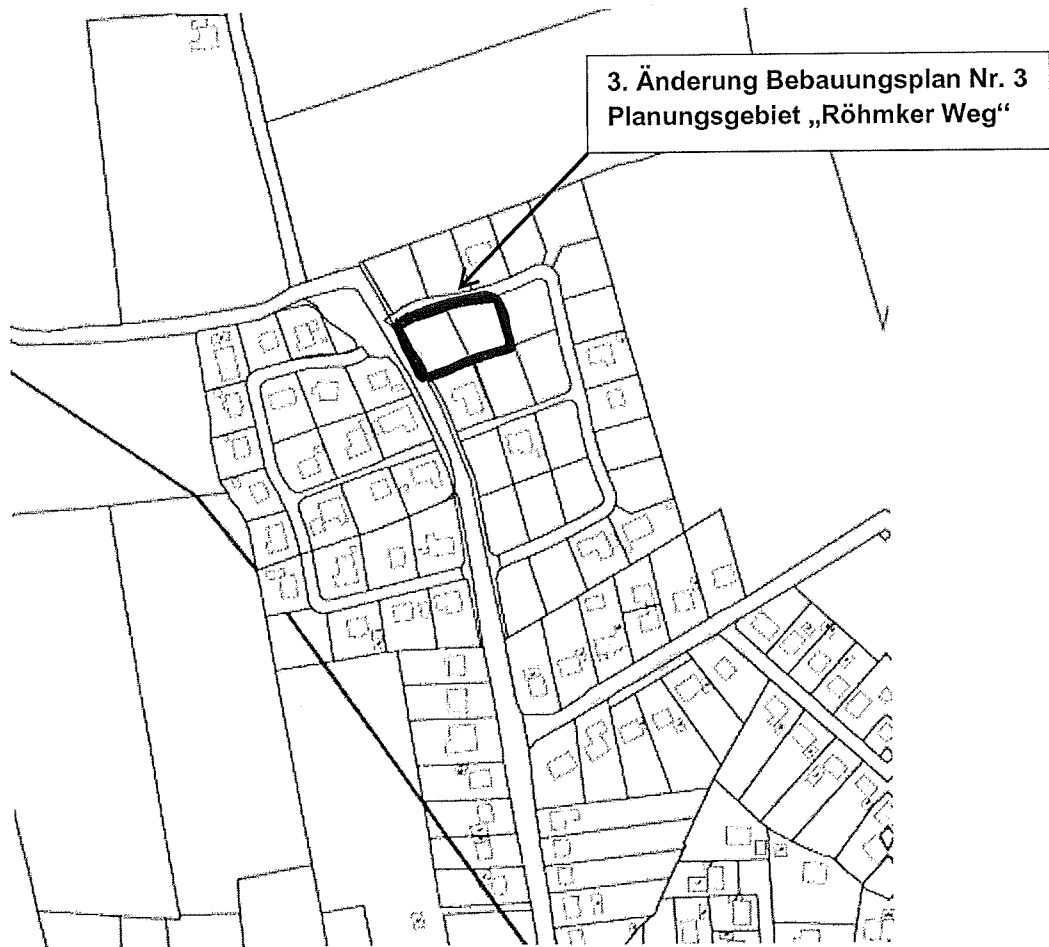 3. Änderung Bebauungsplan Nr. 3
Planungsgebiet „Röhmker Weg“